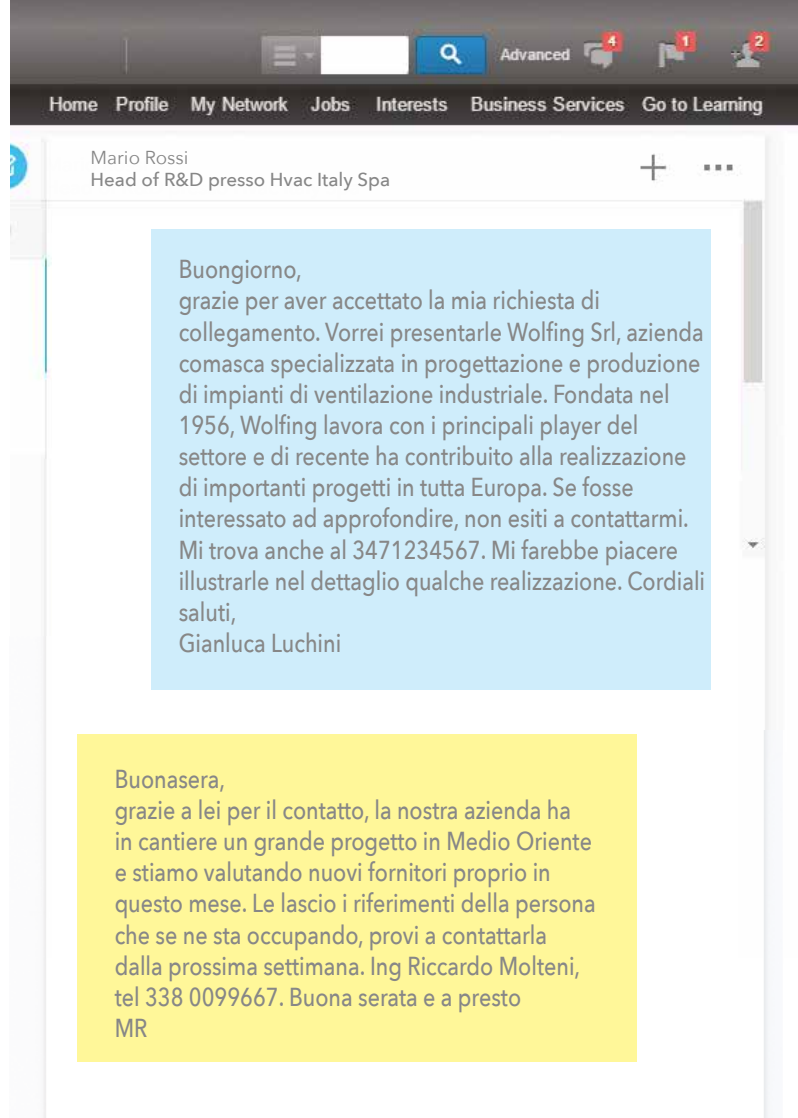 Advanced
4
1
2
Home Profile My Network Jobs Interests Business Services Go to Learning
Mario Rossi
Head of R&D presso Hvac Italy Spa
Buongiorno,
grazie per aver accettato la mia richiesta di
collegamento. Vorrei presentarle Wolfing Srl, azienda
comasca specializzata in progettazione e produzione
di impianti di ventilazione industriale. Fondata nel
1956, Wolfing lavora con i principali player del
settore e di recente ha contribuito alla realizzazione
di importanti progetti in tutta Europa. Se fosse
interessato ad approfondire, non esiti a contattarmi.
Mi trova anche al 3471234567. Mi farebbe piacere
illustrarle nel dettaglio qualche realizzazione. Cordiali
saluti,
Gianluca Luchini
Buonasera,
grazie a lei per il contatto, la nostra azienda ha
in cantiere un grande progetto in Medio Oriente
e stiamo valutando nuovi fornitori proprio in
questo mese. Le lascio i riferimenti della persona
che se ne sta occupando, provi a contattarla
dalla prossima settimana. Ing Riccardo Molteni,
tel 338 0099667. Buona serata e a presto
MR